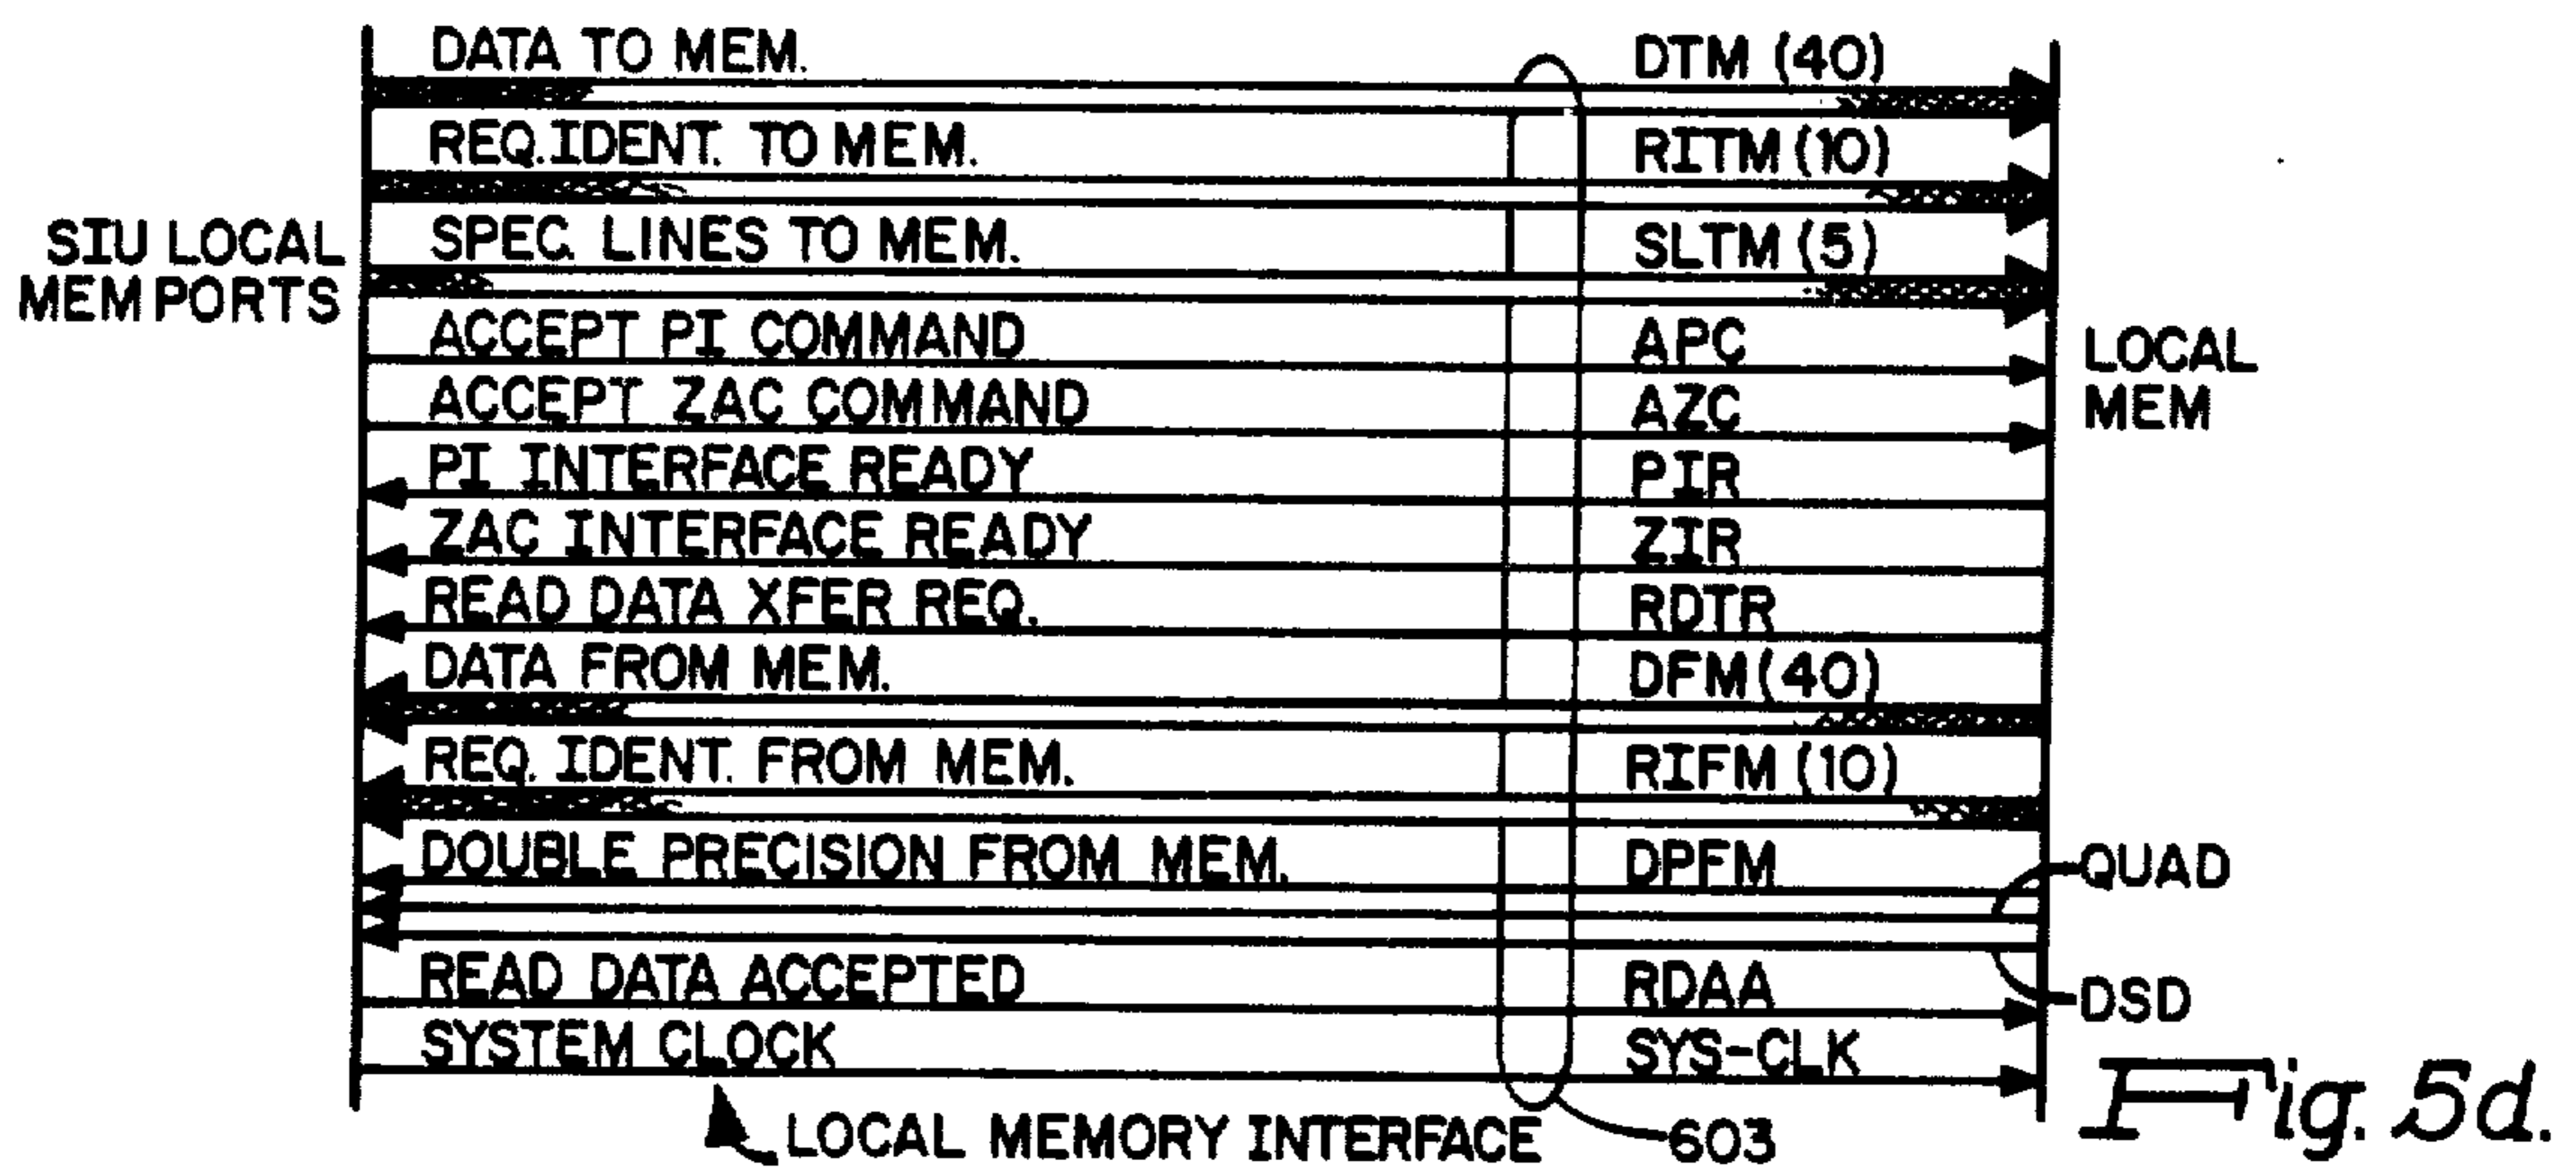 DATA TO MEM. DTM (40)
REQ. IDENT. TO MEM. RITM (10)
SIU LOCAL
MEM PORTS
SPEC. LINES TO MEM. SLTM (5)
ACCEPT PI COMMAND APC
LOCAL
MEM
ACCEPT ZAC COMMAND AZC
PI INTERFACE READY PIR
ZAC INTERFACE READY ZIR
READ DATA XFER REQ. RDTR
DATA FROM MEM. DFM (40)
REQ. IDENT. FROM MEM. RIFM (10)
DOUBLE PRECISION FROM MEM. DPFM
QUAD
READ DATA ACCEPTED RDAA
DSD
SYSTEM CLOCK SYS-CLK
LOCAL MEMORY INTERFACE 603
Fig. 5d.